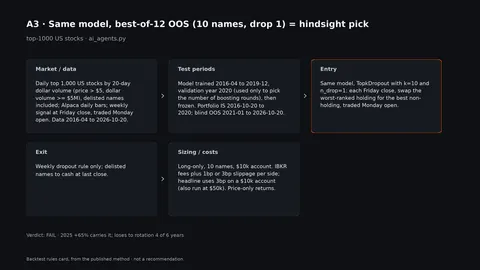 A3 · Same model, best-of-12 OOS (10 names, drop 1) = hindsight pick
top-1000 US stocks · ai_agents.py
Market / data
Daily top 1,000 US stocks by 20-day
dollar volume (price > $5, dollar
volume >= $5M), delisted names
included; Alpaca daily bars; weekly
signal at Friday close, traded Monday
open. Data 2016-04 to 2026-10-20.
›
Test periods
Model trained 2016-04 to 2019-12,
validation year 2020 (used only to pick
the number of boosting rounds), then
frozen. Portfolio IS 2016-10-20 to
2020; blind OOS 2021-01 to 2026-10-20.
›
Entry
Same model, TopkDropout with k=10 and
n_drop=1: each Friday close, swap the
worst-ranked holding for the best non-
holding, traded Monday open.
Exit
Weekly dropout rule only; delisted
names to cash at last close.
›
Sizing / costs
Long-only, 10 names, $10k account. IBKR
fees plus 1bp or 3bp slippage per side;
headline uses 3bp on a $10k account
(also run at $50k). Price-only returns.
Verdict: FAIL · 2025 +65% carries it; loses to rotation 4 of 6 years
Backtest rules card, from the published method · not a recommendation.